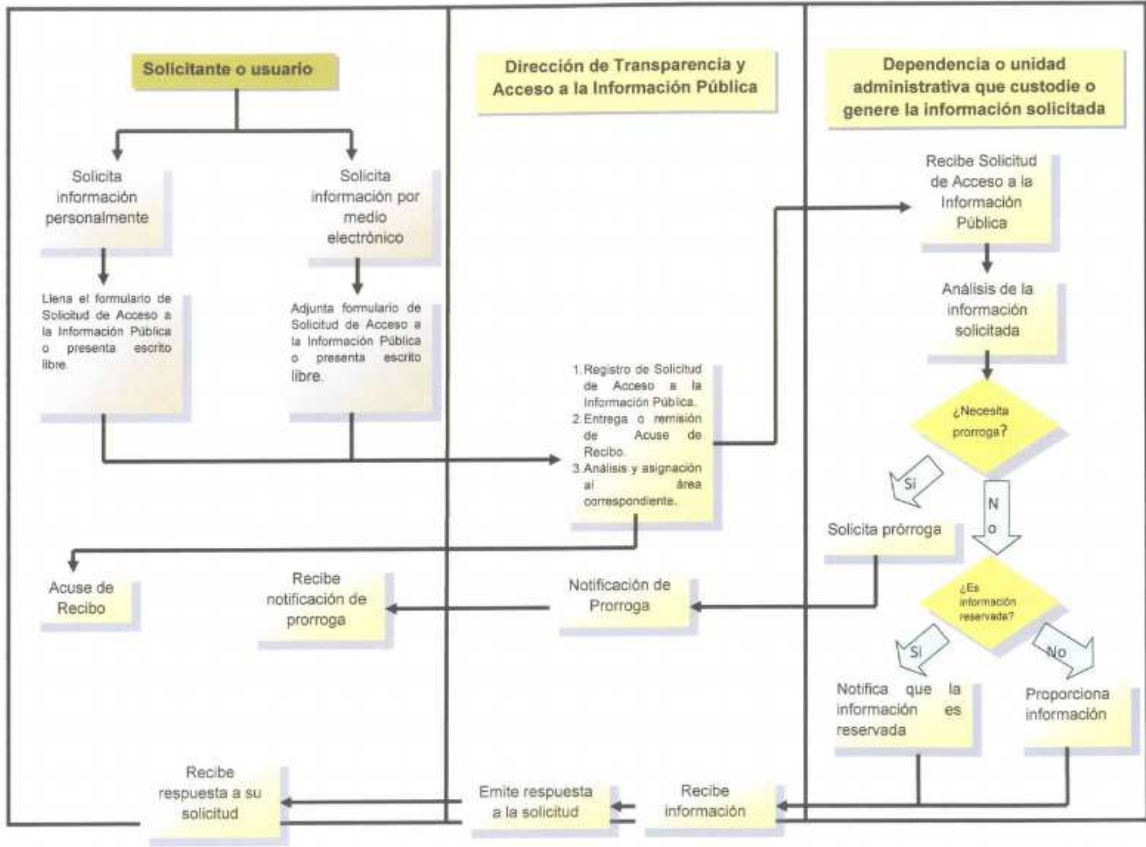 Solicitante o usuario
Solicita
información
personalmente
Solicita
información por
medio
electrónico
Llena el formulario de
Solicitud de Acceso a
la Información Pública
o presenta escrito
libre.
Adjunta formulario de
Solicitud de Acceso a
la Información Pública
o presenta escrito
libre.
Acuse de
Recibo
Recibe
notificación de
prorroga
Recibe
respuesta a su
solicitud
Dirección de Transparencia y
Acceso a la Información Pública
1. Registro de Solicitud
de Acceso a la
Información Pública.
2. Entrega o remisión
de Acuse de
Recibo.
3. Análisis y asignación
al área
correspondiente.
Notificación de
Prorroga
Emite respuesta
a la solicitud
Recibe
información
Dependencia o unidad
administrativa que custodie o
genere la información solicitada
Recibe Solicitud
de Acceso a la
Información
Pública
Análisis de la
información
solicitada
¿Necesita
prorroga?
Sí
N
o
Solicita prórroga
¿Es
información
reservada?
Sí
No
Notifica que la
información es
reservada
Proporciona
información